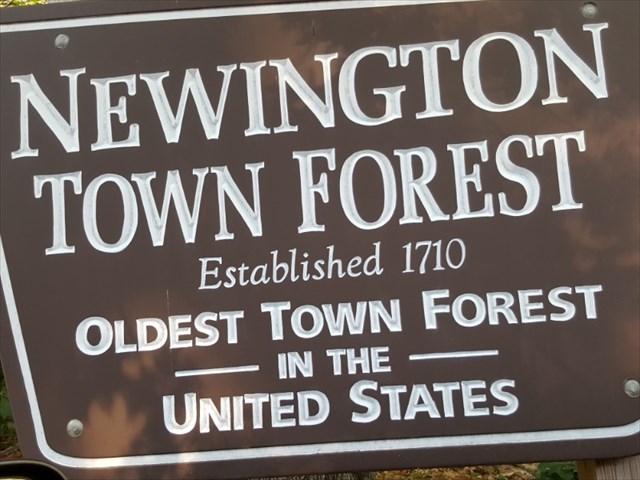 NEWINGTON
TOWN FOREST
Established 1710
OLDEST TOWN FOREST
IN THE
UNITED STATES